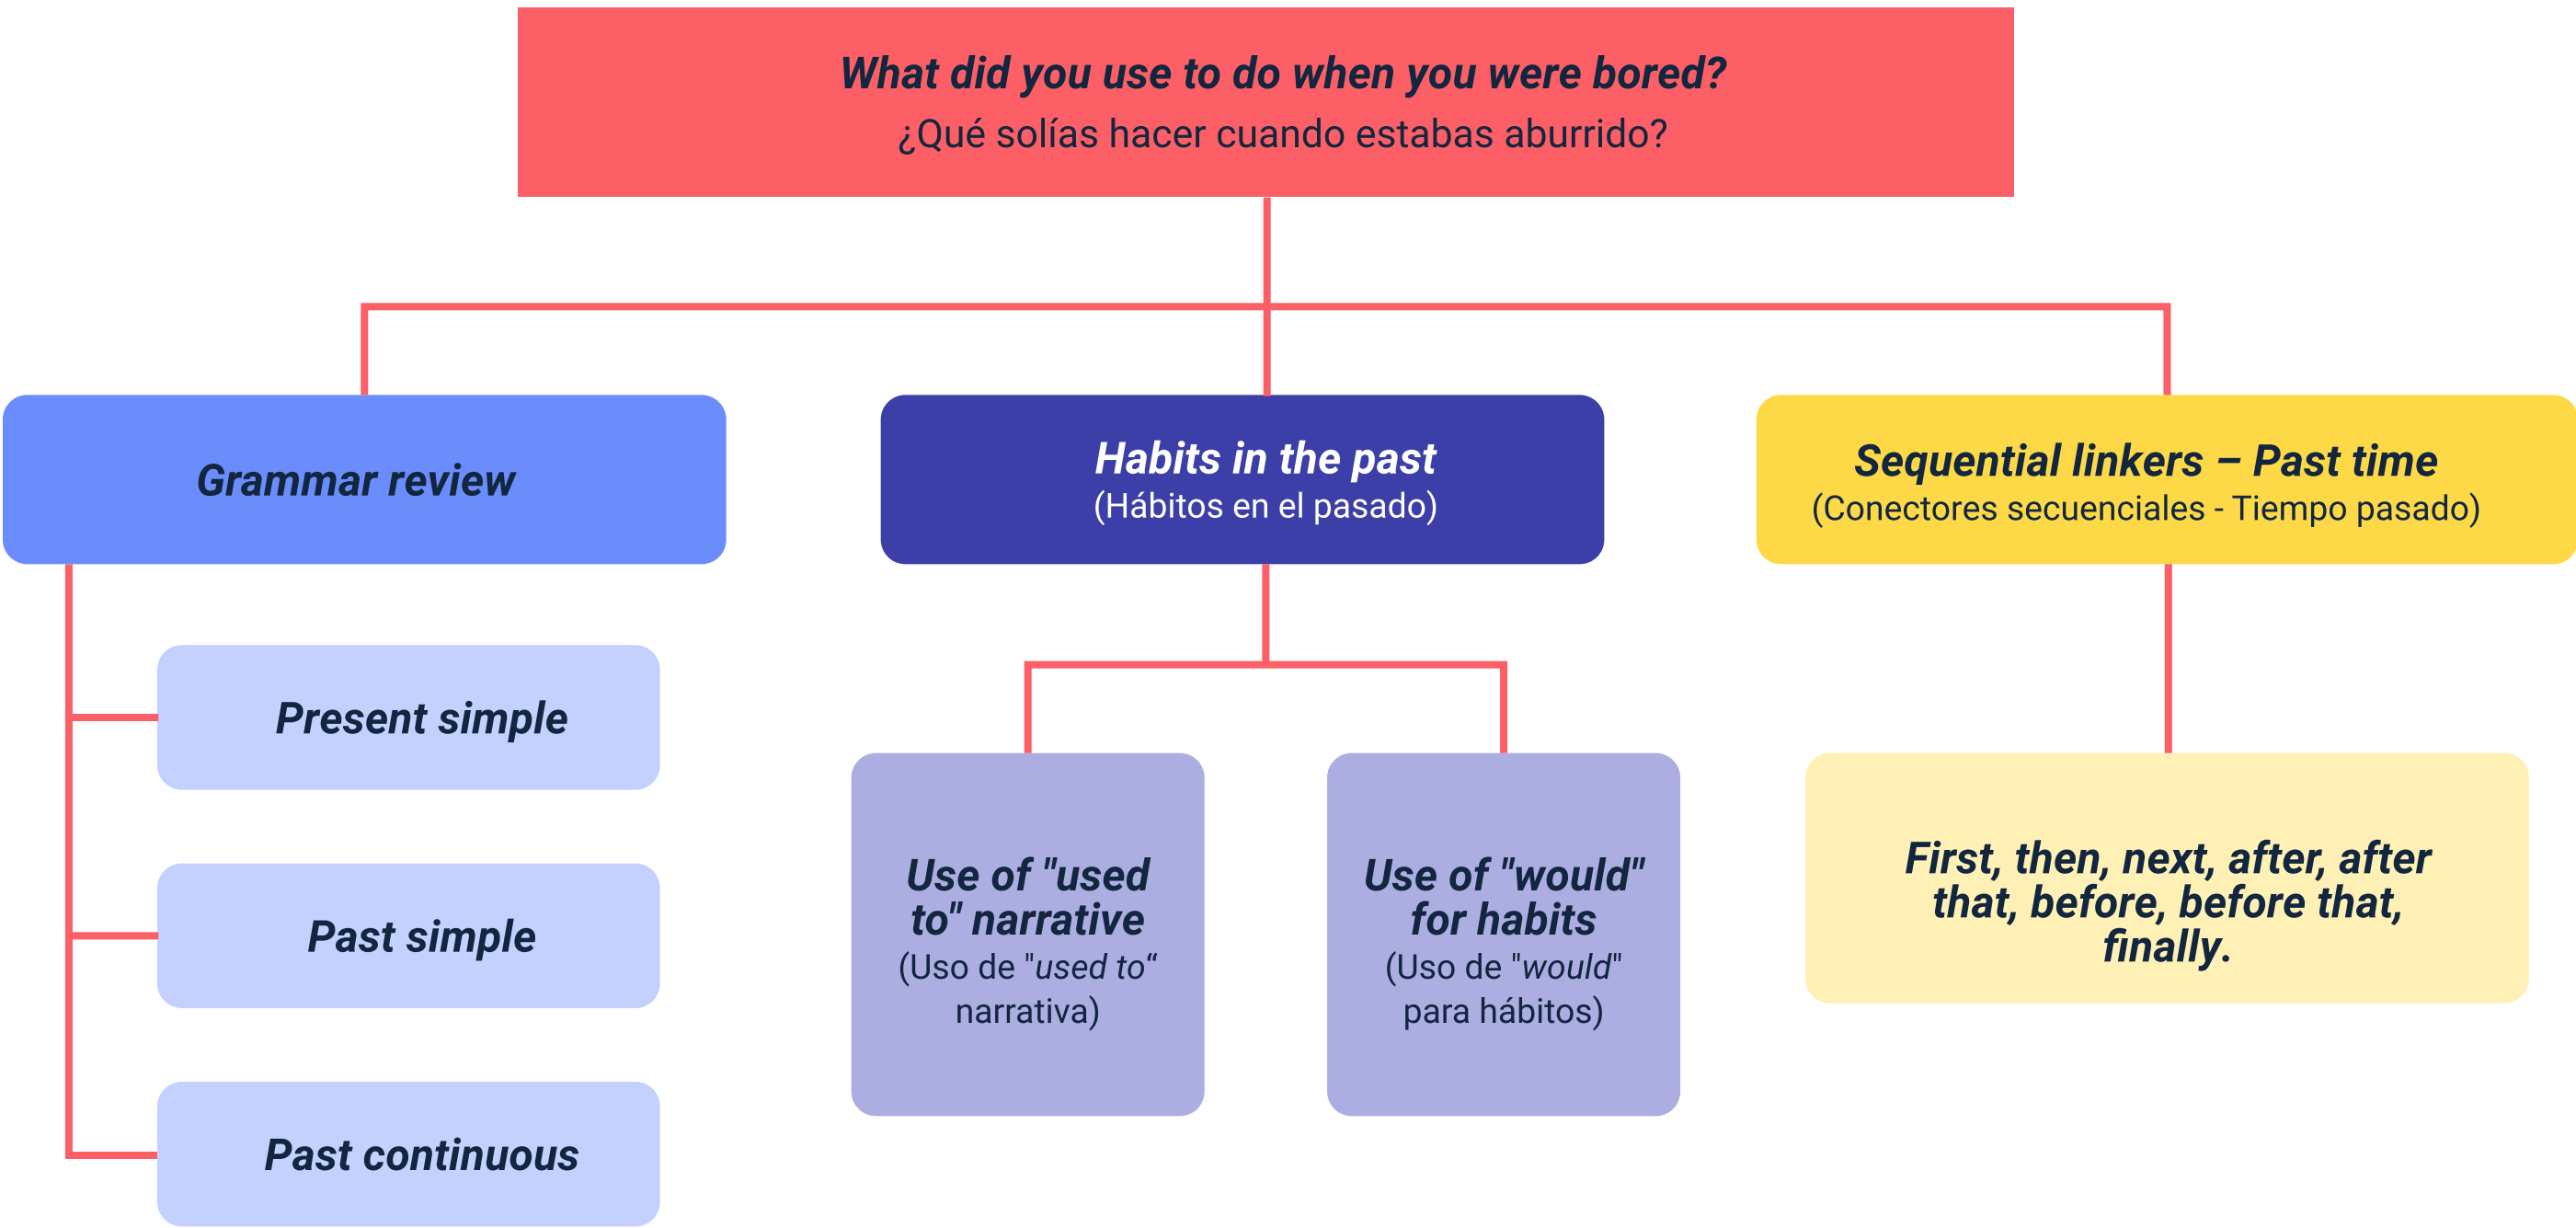 What did you use to do when you were bored?
¿Qué solías hacer cuando estabas aburrido?
Grammar review
Habits in the past
(Hábitos en el pasado)
Sequential linkers – Past time
(Conectores secuenciales - Tiempo pasado)
Present simple
Past simple
Past continuous
Use of "used
to" narrative
(Uso de "used to“
narrativa)
Use of "would"
for habits
(Uso de "would"
para hábitos)
First, then, next, after, after
that, before, before that,
finally.